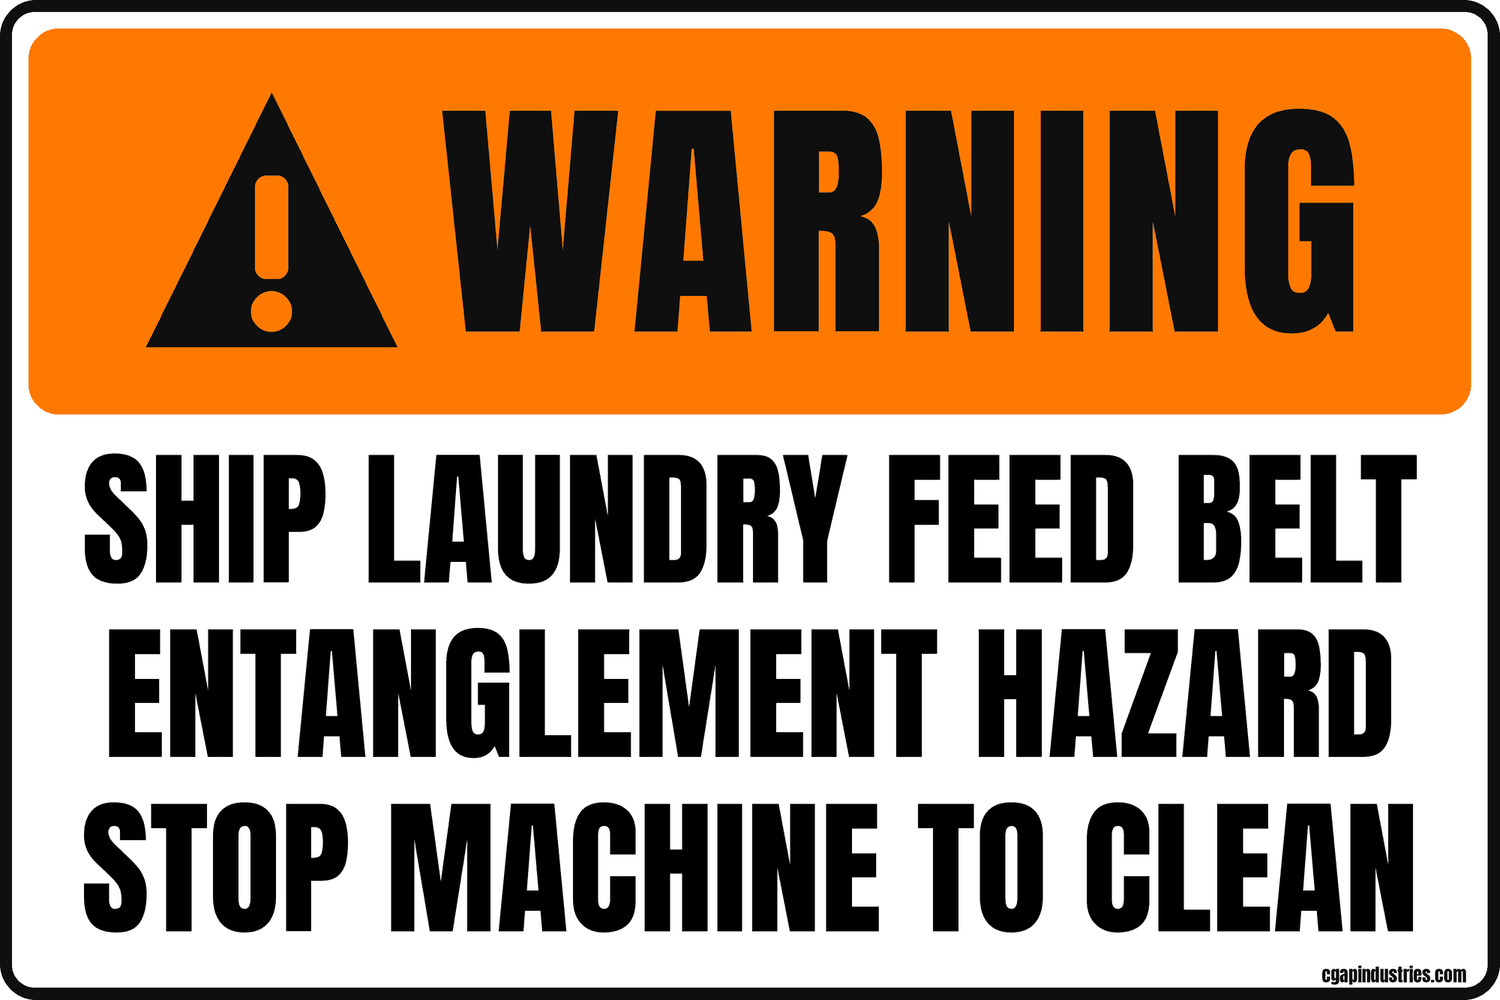 WARNING
SHIP LAUNDRY FEED BELT
ENTANGLEMENT HAZARD
STOP MACHINE TO CLEAN
cgapindustries.com